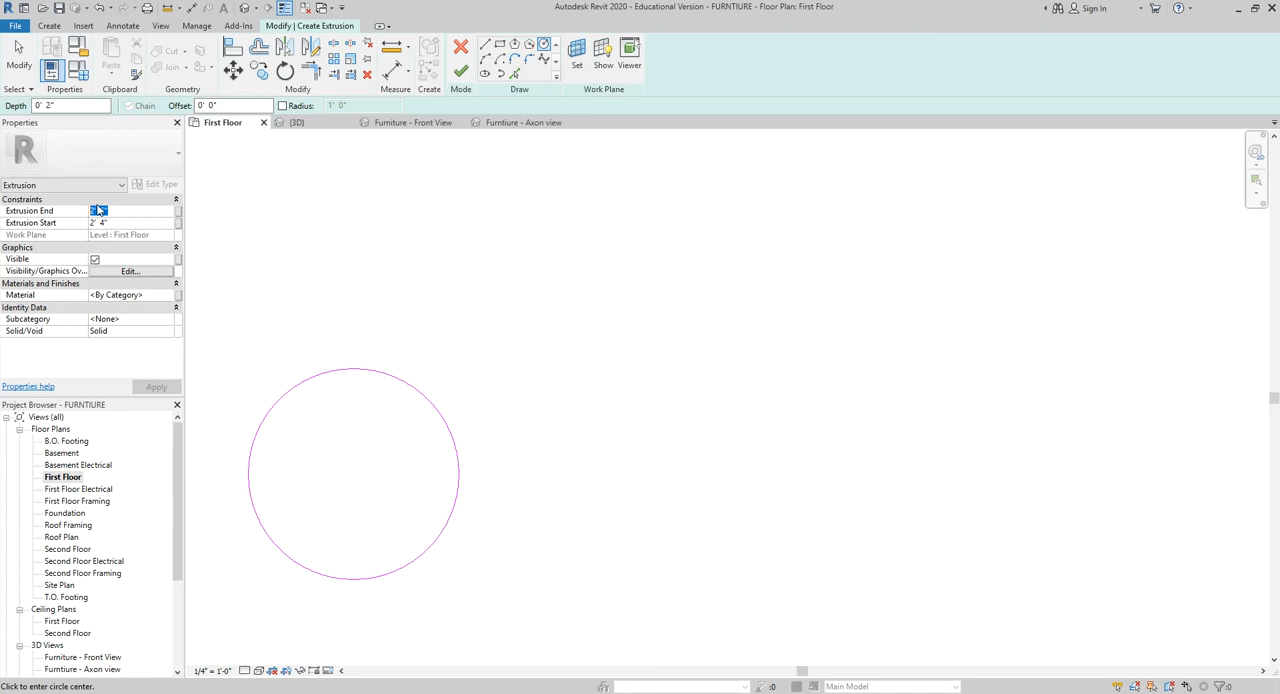 Autodesk Revit 2020 - Educational Version - FURNTIURE - Floor Plan: First Floor
Sign In
File Create Insert Annotate View Manage Add-Ins Modify | Create Extrusion
Modify Paste Cut Join Set Show Viewer
Select Properties Clipboard Geometry Modify Measure Create Mode Draw Work Plane
Depth 0' 2" Chain Offset: 0' 0" Radius: 1' 0"
Properties
First Floor {3D} Furniture - Front View Furntiure - Axon view
Extrusion Edit Type
Constraints
Extrusion End
Extrusion Start 2' 4"
Work Plane Level : First Floor
Graphics
Visible
Visibility/Graphics Ov... Edit...
Materials and Finishes
Material <By Category>
Identity Data
Subcategory <None>
Solid/Void Solid
Properties help Apply
Project Browser - FURNTIURE
Views (all)
Floor Plans
B.O. Footing
Basement
Basement Electrical
First Floor
First Floor Electrical
First Floor Framing
Foundation
Roof Framing
Roof Plan
Second Floor
Second Floor Electrical
Second Floor Framing
Site Plan
T.O. Footing
Ceiling Plans
First Floor
Second Floor
3D Views
Furniture - Front View
Furntiure - Axon view
1/4" = 1'-0"
Click to enter circle center. :0 Main Model :0